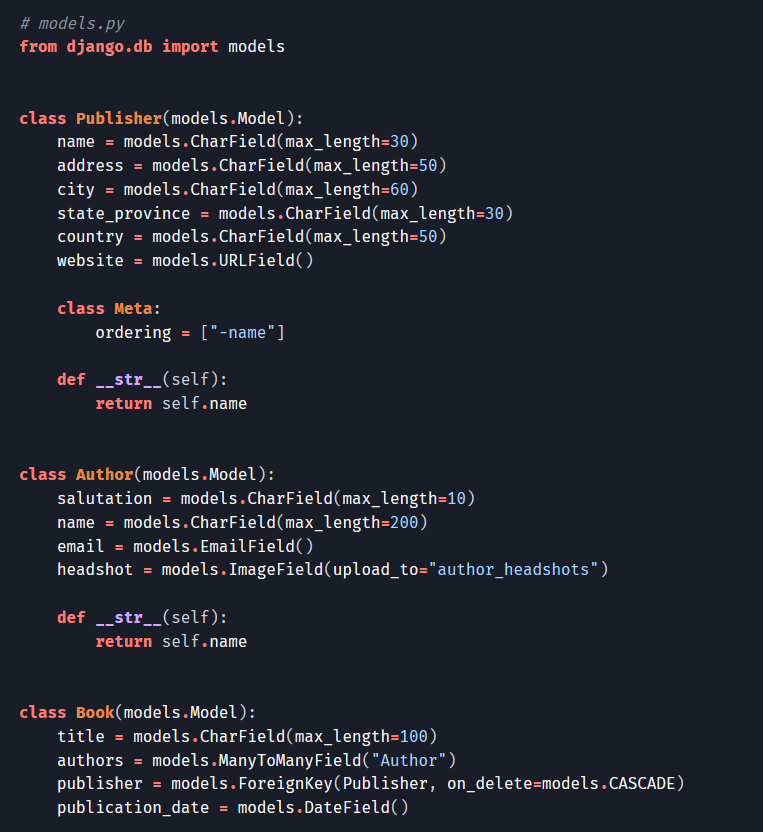 # models.py
from django.db import models


class Publisher(models.Model):
    name = models.CharField(max_length=30)
    address = models.CharField(max_length=50)
    city = models.CharField(max_length=60)
    state_province = models.CharField(max_length=30)
    country = models.CharField(max_length=50)
    website = models.URLField()

    class Meta:
        ordering = ["-name"]

    def __str__(self):
        return self.name


class Author(models.Model):
    salutation = models.CharField(max_length=10)
    name = models.CharField(max_length=200)
    email = models.EmailField()
    headshot = models.ImageField(upload_to="author_headshots")

    def __str__(self):
        return self.name


class Book(models.Model):
    title = models.CharField(max_length=100)
    authors = models.ManyToManyField("Author")
    publisher = models.ForeignKey(Publisher, on_delete=models.CASCADE)
    publication_date = models.DateField()